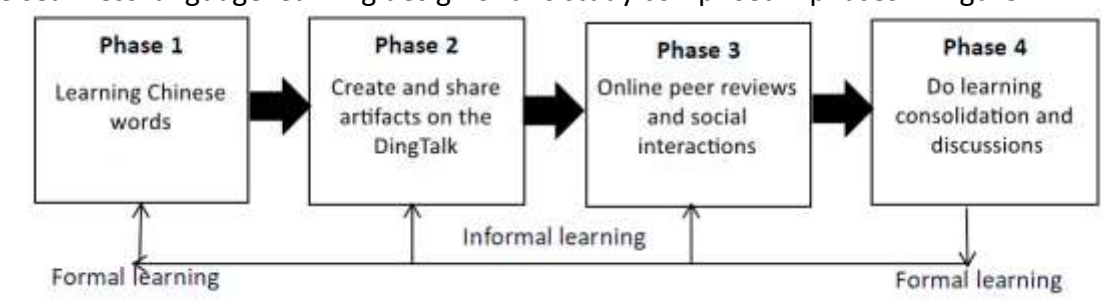 Phase 1
Learning Chinese
words
Phase 2
Create and share
artifacts on the
DingTalk
Phase 3
Online peer reviews
and social
interactions
Phase 4
Do learning
consolidation and
discussions
Informal learning
Formal learning
Formal learning